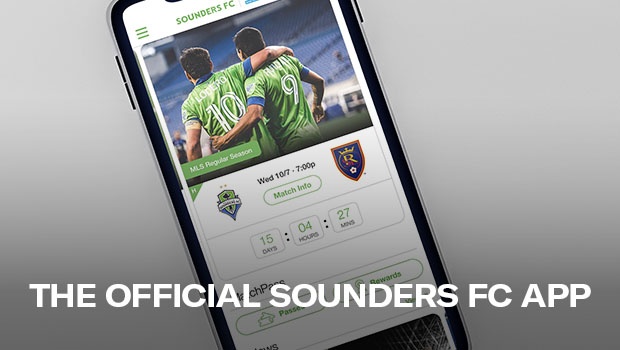 SOUNDERS FC
10
9
MLS Regular Season
H
Wed 10/7 · 7:00p
Match Info
15 : 04 : 27
DAYS HOURS MINS
Rewards
THE OFFICIAL SOUNDERS FC APP